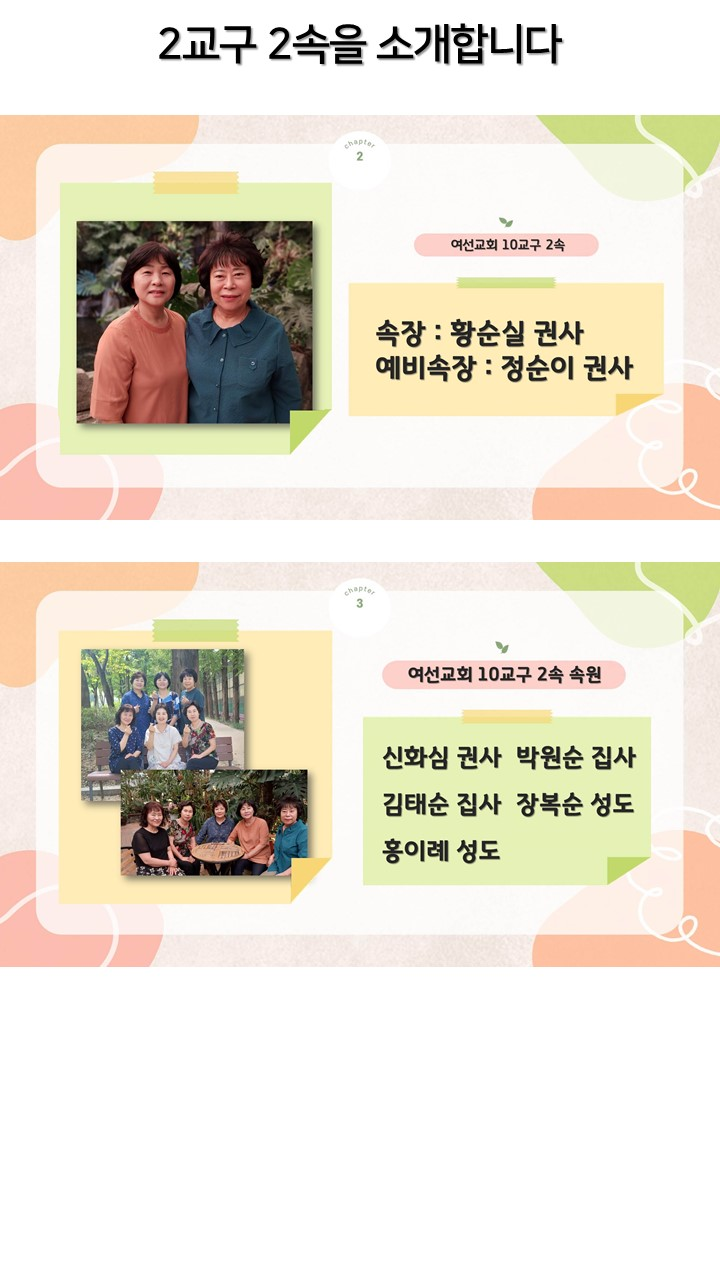 2교구 2속을 소개합니다
chapter
2
여선교회 10교구 2속
속장 : 황순실 권사
예비속장 : 정순이 권사
chapter
3
여선교회 10교구 2속 속원
신화심 권사 박원순 집사
김태순 집사 장복순 성도
홍이례 성도